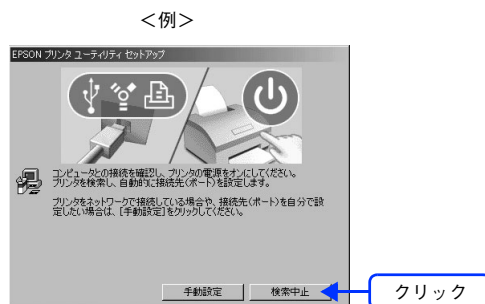 ＜例＞
EPSON プリンタ ユーティリティ セットアップ
コンピュータとの接続を確認し、プリンタの電源をオンにしてください。
プリンタを検索し、自動的に接続先（ポート）を設定します。
プリンタをネットワークで接続している場合や、接続先（ポート）を自分で設
定したい場合は、［手動設定］をクリックしてください。
手動設定
検索中止
クリック